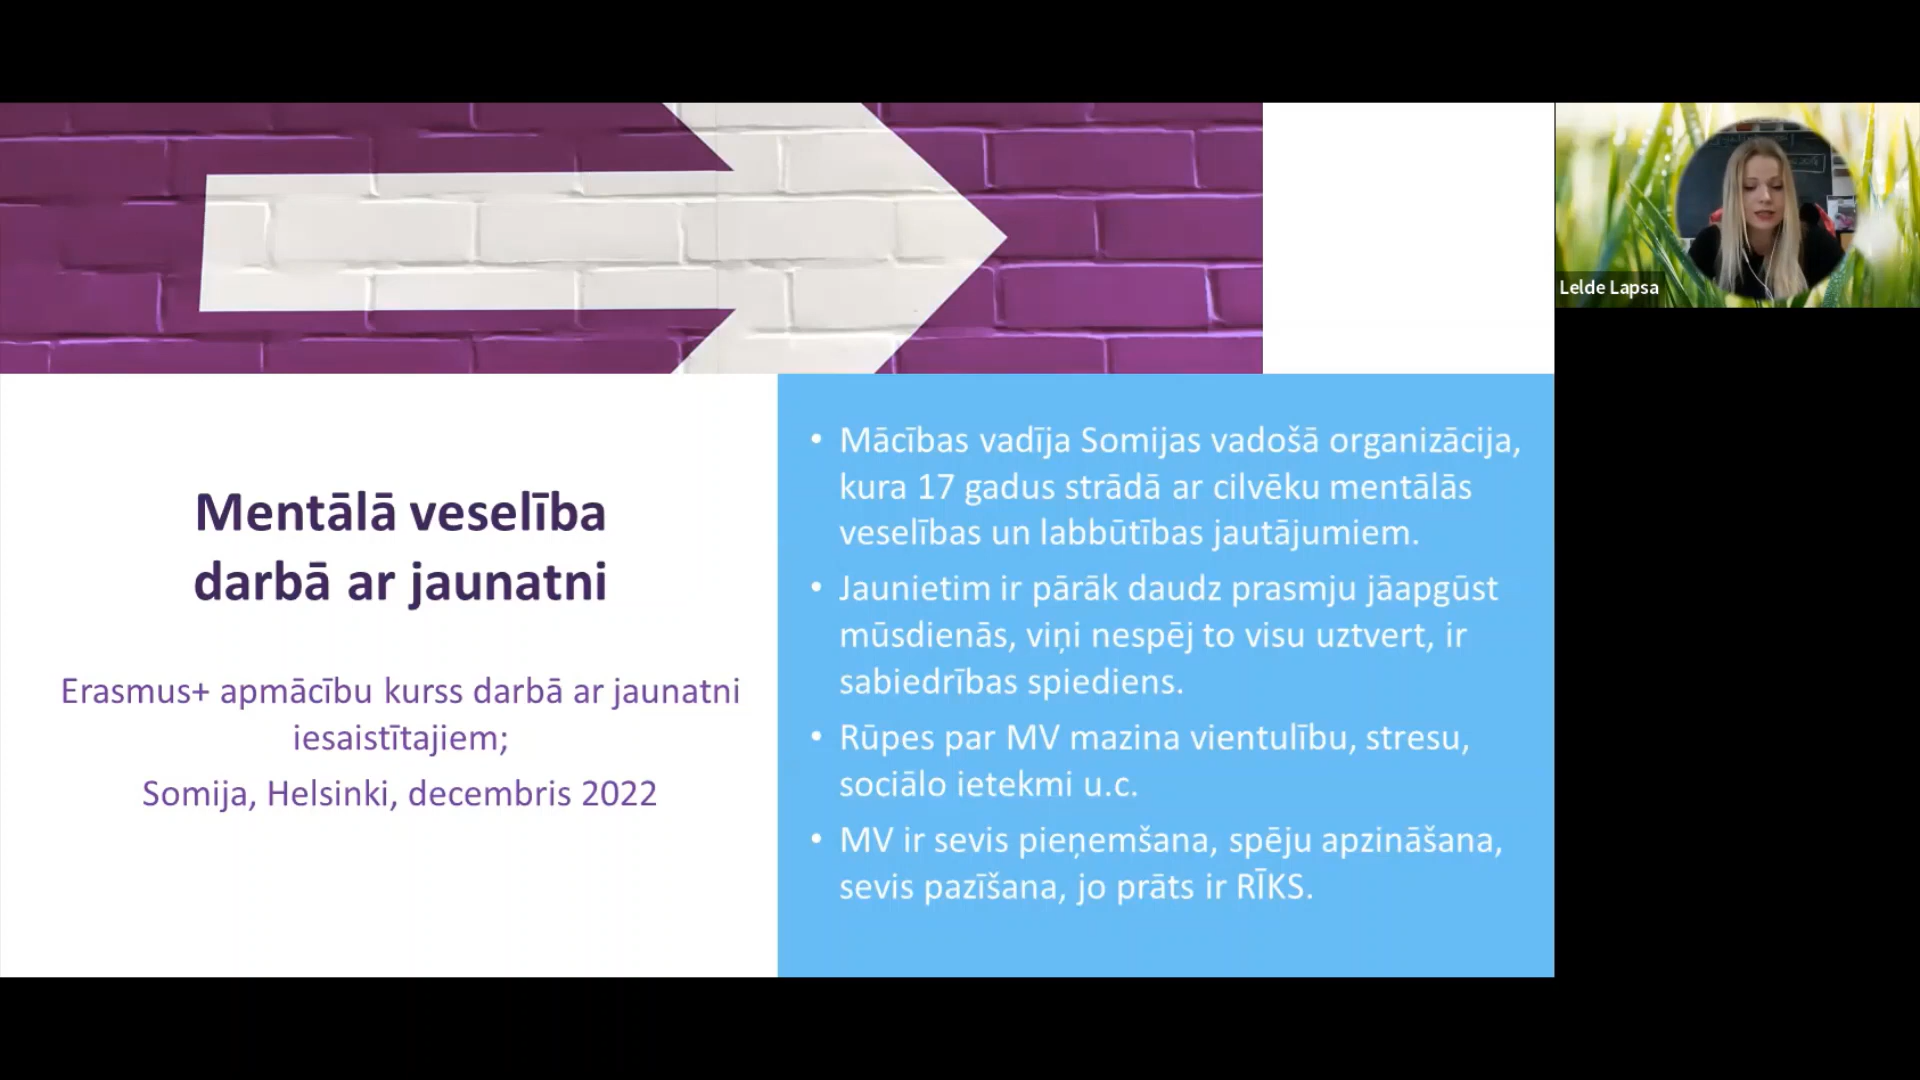 Mentālā veselība
darbā ar jaunatni
Erasmus+ apmācību kurss darbā ar jaunatni
iesaistītajiem;
Somija, Helsinki, decembris 2022
• Mācības vadīja Somijas vadošā organizācija,
kura 17 gadus strādā ar cilvēku mentālās
veselības un labbūtības jautājumiem.
• Jaunietim ir pārāk daudz prasmju jāapgūst
mūsdienās, viņi nespēj to visu uztvert, ir
sabiedrības spiediens.
• Rūpes par MV mazina vientulību, stresu,
sociālo ietekmi u.c.
• MV ir sevis pieņemšana, spēju apzināšana,
sevis pazīšana, jo prāts ir RĪKS.
Lelde Lapsa